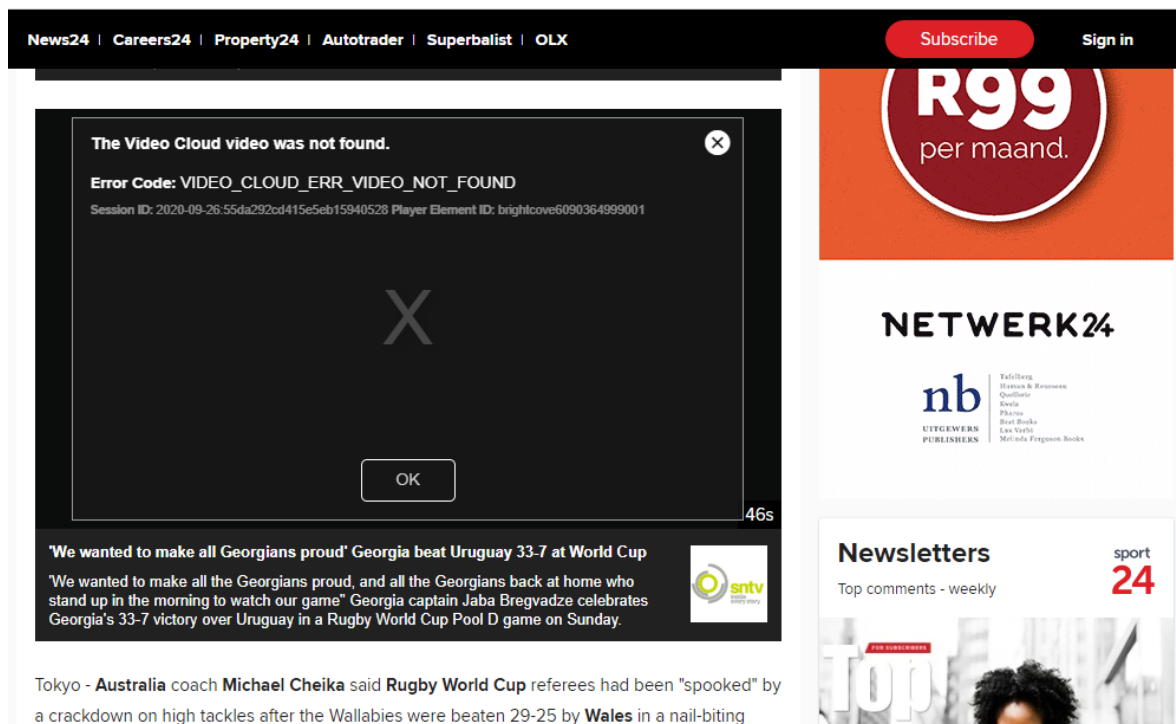 News24 | Careers24 | Property24 | Autotrader | Superbalist | OLX
Subscribe
Sign in
The Video Cloud video was not found.
Error Code: VIDEO_CLOUD_ERR_VIDEO_NOT_FOUND
Session ID: 2020-09-26:55da292cd415e5eb15940528 Player Element ID: brightcove6090364999001
X
OK
46s
'We wanted to make all Georgians proud' Georgia beat Uruguay 33-7 at World Cup
'We wanted to make all the Georgians proud, and all the Georgians back at home who
stand up in the morning to watch our game" Georgia captain Jaba Bregvadze celebrates
Georgia's 33-7 victory over Uruguay in a Rugby World Cup Pool D game on Sunday.
sntv
inside
every story
Tokyo - Australia coach Michael Cheika said Rugby World Cup referees had been "spooked" by
a crackdown on high tackles after the Wallabies were beaten 29-25 by Wales in a nail-biting
R99
per maand.
NETWERK24
nb
UITGEWERS
PUBLISHERS
Tafelberg
Human & Rousseau
Queillerie
Kwela
Pharos
Best Books
Lux Verbi
Melinda Ferguson Books
Newsletters
Top comments - weekly
sport
24
FOR SUBSCRIBERS
Top